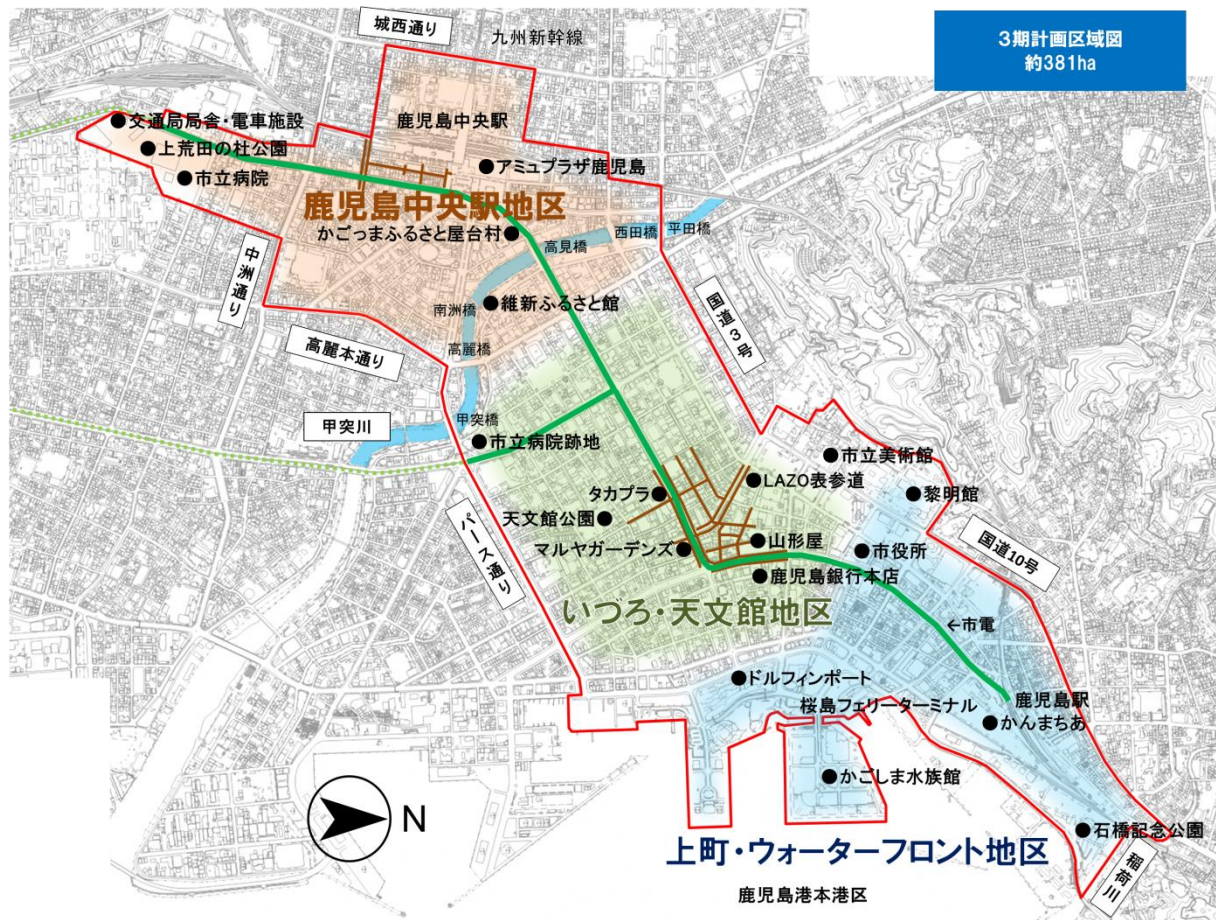 3期計画区域図
約381ha
城西通り
九州新幹線
鹿児島中央駅
交通局局舎・電車施設
上荒田の杜公園
市立病院
アミュプラザ鹿児島
鹿児島中央駅地区
かごっまふるさと屋台村
高見橋
西田橋
平田橋
中洲通り
南洲橋
維新ふるさと館
国道3号
高麗本通り
高麗橋
甲突川
甲突橋
市立病院跡地
市立美術館
タカプラ
LAZO表参道
黎明館
天文館公園
マルヤガーデンズ
山形屋
市役所
国道10号
パース通り
鹿児島銀行本店
いづろ・天文館地区
←市電
ドルフィンポート
桜島フェリーターミナル
鹿児島駅
かんまちあ
かごしま水族館
N
石橋記念公園
上町・ウォーターフロント地区
稲荷川
鹿児島港本港区